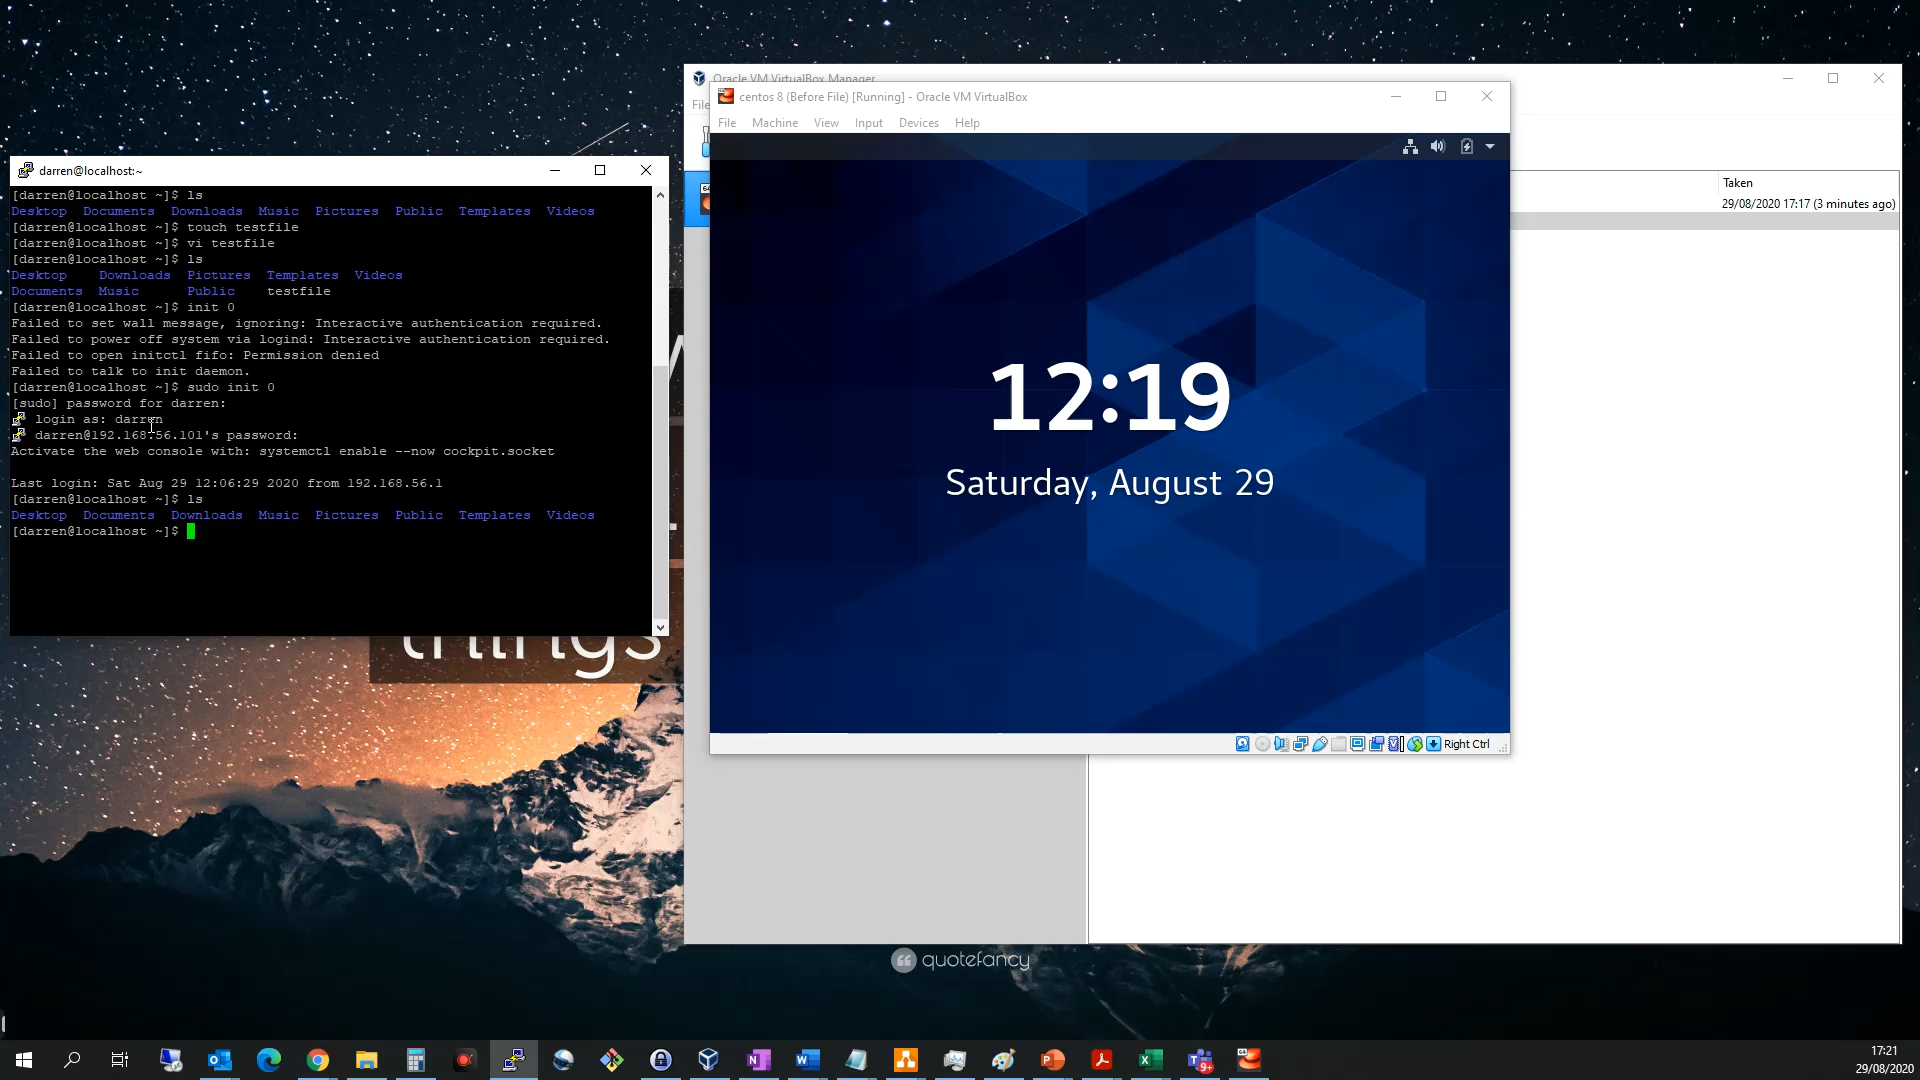 Oracle VM VirtualBox Manager
File
centos 8 (Before File) [Running] - Oracle VM VirtualBox
File Machine View Input Devices Help
12:19
Saturday, August 29
Right Ctrl
Taken
29/08/2020 17:17 (3 minutes ago)
darren@localhost:~
[darren@localhost ~]$ ls
Desktop Documents Downloads Music Pictures Public Templates Videos
[darren@localhost ~]$ touch testfile
[darren@localhost ~]$ vi testfile
[darren@localhost ~]$ ls
Desktop Downloads Pictures Templates Videos
Documents Music Public testfile
[darren@localhost ~]$ init 0
Failed to set wall message, ignoring: Interactive authentication required.
Failed to power off system via logind: Interactive authentication required.
Failed to open initctl fifo: Permission denied
Failed to talk to init daemon.
[darren@localhost ~]$ sudo init 0
[sudo] password for darren:
login as: darren
darren@192.168.56.101's password:
Activate the web console with: systemctl enable --now cockpit.socket
Last login: Sat Aug 29 12:06:29 2020 from 192.168.56.1
[darren@localhost ~]$ ls
Desktop Documents Downloads Music Pictures Public Templates Videos
[darren@localhost ~]$
things
quotefancy
17:21
29/08/2020